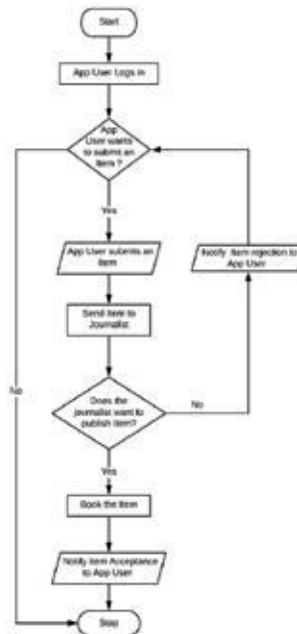 Start
App User Logs in
App
User wants
to submit an
Item ?
Yes
App User submits an
Item
Notify Item rejection to
App User
Send Item to
Journalist
No
Does the
journalist want to
publish item?
No
Yes
Book the Item
Notify Item Acceptance
to App User
Stop